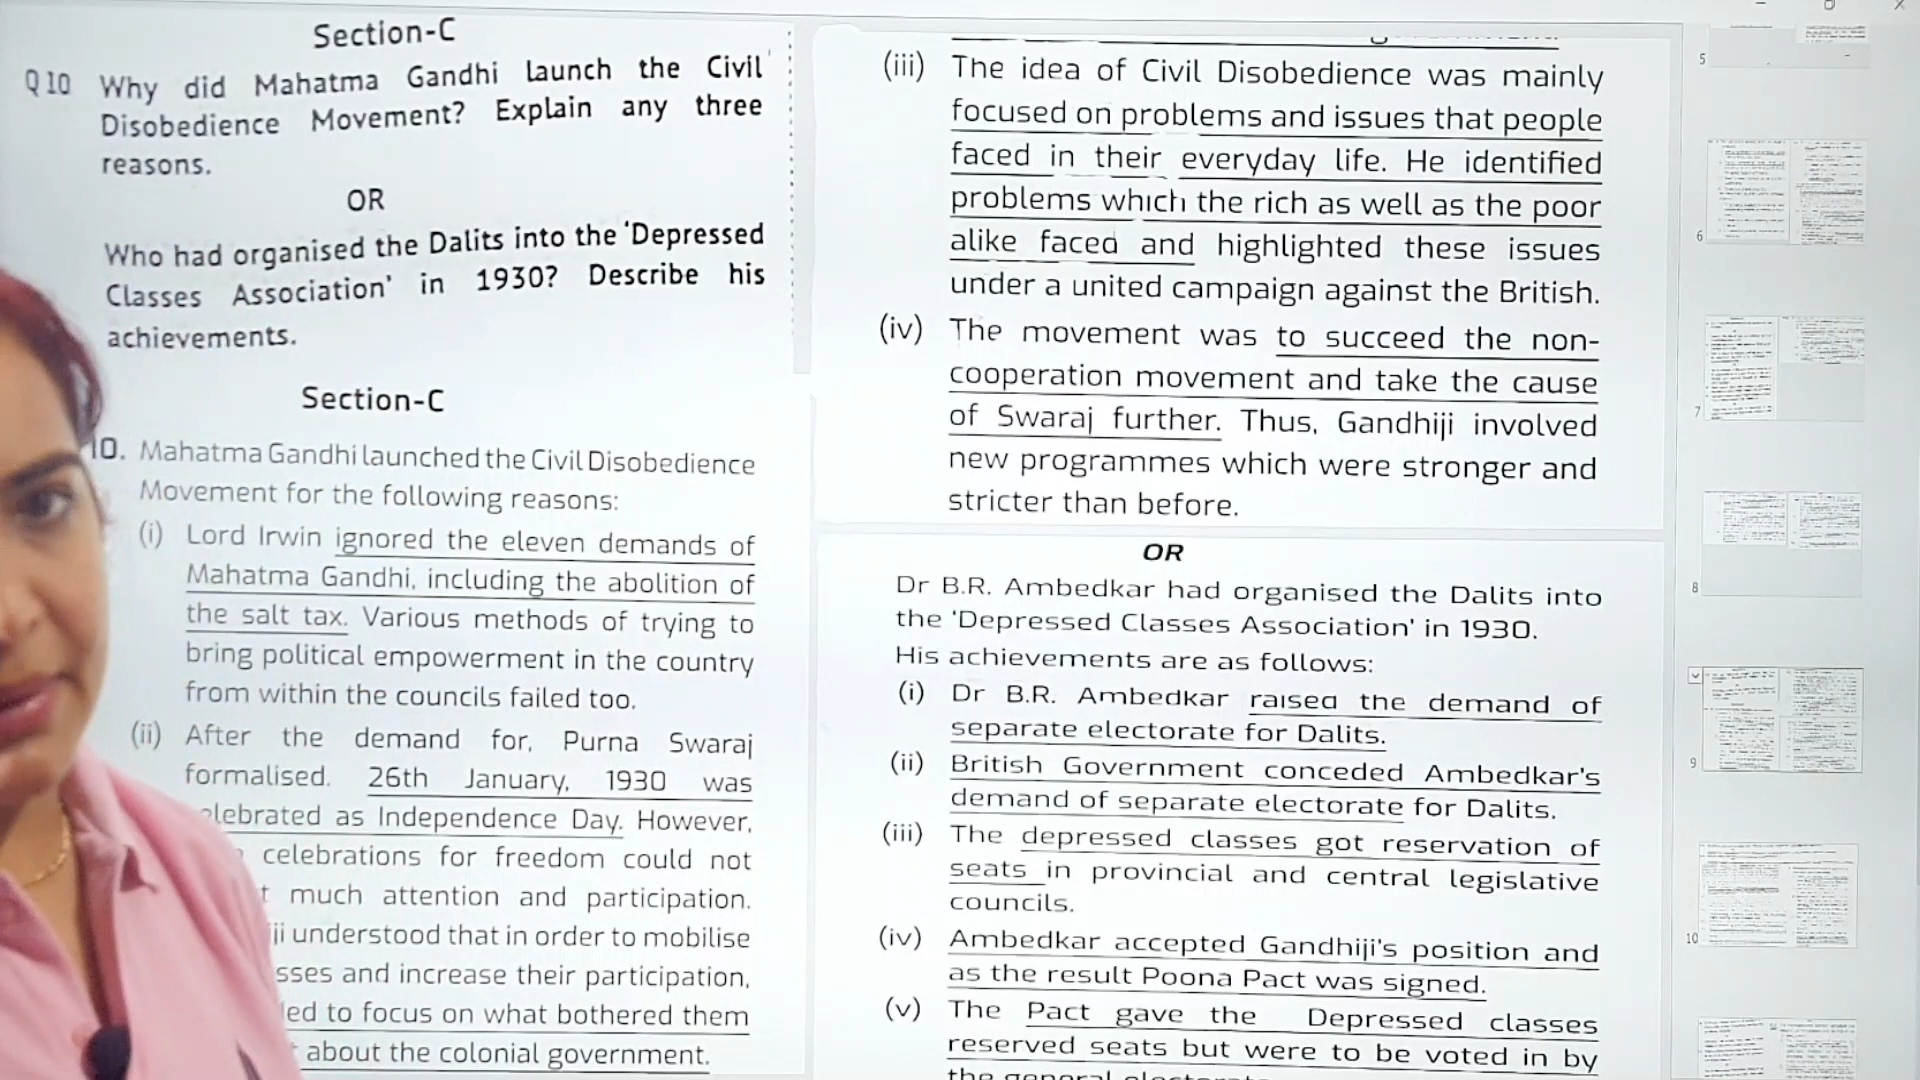 Section-C
Q 10 Why did Mahatma Gandhi launch the Civil
Disobedience Movement? Explain any three
reasons.
OR
Who had organised the Dalits into the 'Depressed
Classes Association' in 1930? Describe his
achievements.
Section-C
10. Mahatma Gandhi launched the Civil Disobedience
Movement for the following reasons:
(i) Lord Irwin ignored the eleven demands of
Mahatma Gandhi, including the abolition of
the salt tax. Various methods of trying to
bring political empowerment in the country
from within the councils failed too.
(ii) After the demand for, Purna Swaraj
formalised. 26th January, 1930 was
elebrated as Independence Day. However,
celebrations for freedom could not
much attention and participation.
understood that in order to mobilise
and increase their participation,
to focus on what bothered them
about the colonial government.
(iii) The idea of Civil Disobedience was mainly
focused on problems and issues that people
faced in their everyday life. He identified
problems which the rich as well as the poor
alike faced and highlighted these issues
under a united campaign against the British.
(iv) The movement was to succeed the non-
cooperation movement and take the cause
of Swaraj further. Thus, Gandhiji involved
new programmes which were stronger and
stricter than before.
OR
Dr B.R. Ambedkar had organised the Dalits into
the 'Depressed Classes Association' in 1930.
His achievements are as follows:
(i) Dr B.R. Ambedkar raised the demand of
separate electorate for Dalits.
(ii) British Government conceded Ambedkar's
demand of separate electorate for Dalits.
(iii) The depressed classes got reservation of
seats in provincial and central legislative
councils.
(iv) Ambedkar accepted Gandhiji's position and
as the result Poona Pact was signed.
(v) The Pact gave the Depressed classes
reserved seats but were to be voted in by
5
6
7
8
9
10